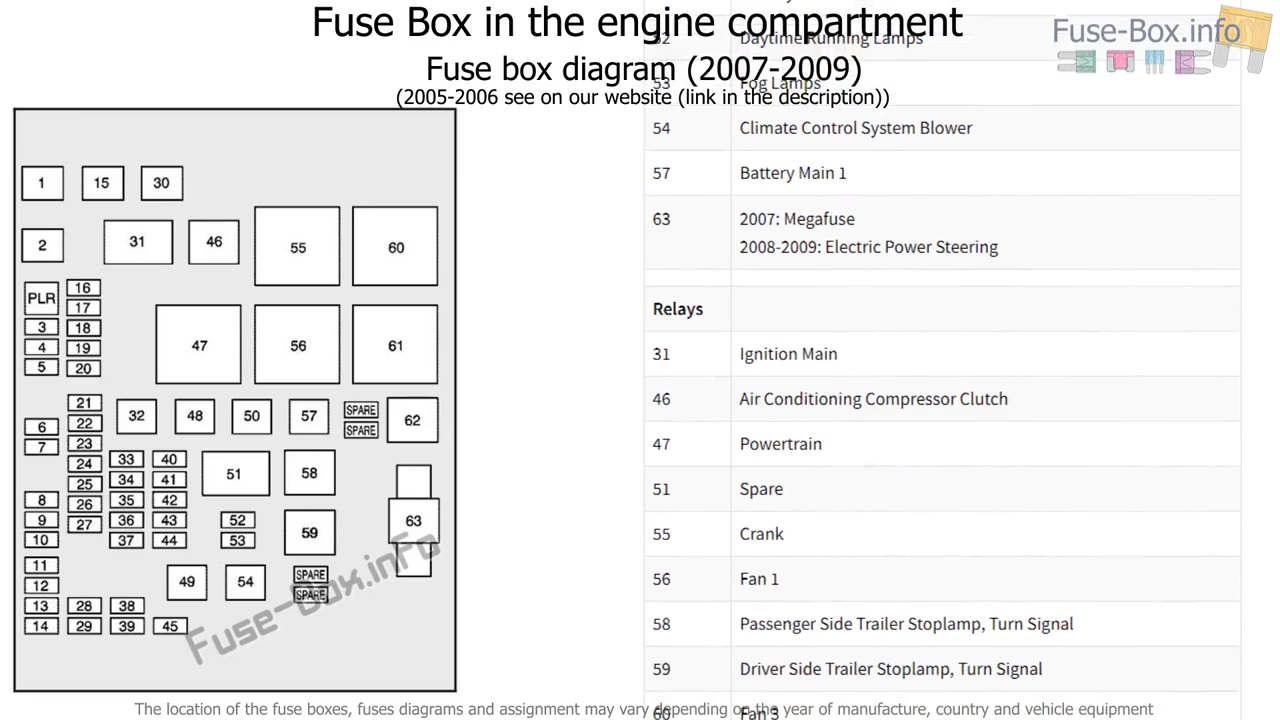 Fuse Box in the engine compartment
Fuse box diagram (2007-2009)
(2005-2006 see on our website (link in the description))
Fuse-Box.info
1 15 30
2 31 46 55 60
PLR 16
17
3 18
4 19
5 20
47 56 61
21
6 22
7 23
24
25
8 26
9 27
10
11
12
13 28 38
14 29 39 45
32 48 50 57 SPARE 62
SPARE
33 40
34 41
35 42
36 43
37 44
51 58
52
53
59
63
49 54 SPARE
SPARE
Fuse-Box.info
52 Daytime Running Lamps
53 Fog Lamps
54 Climate Control System Blower
57 Battery Main 1
63 2007: Megafuse
2008-2009: Electric Power Steering
Relays
31 Ignition Main
46 Air Conditioning Compressor Clutch
47 Powertrain
51 Spare
55 Crank
56 Fan 1
58 Passenger Side Trailer Stoplamp, Turn Signal
59 Driver Side Trailer Stoplamp, Turn Signal
60 Fan 3
The location of the fuse boxes, fuses diagrams and assignment may vary depending on the year of manufacture, country and vehicle equipment